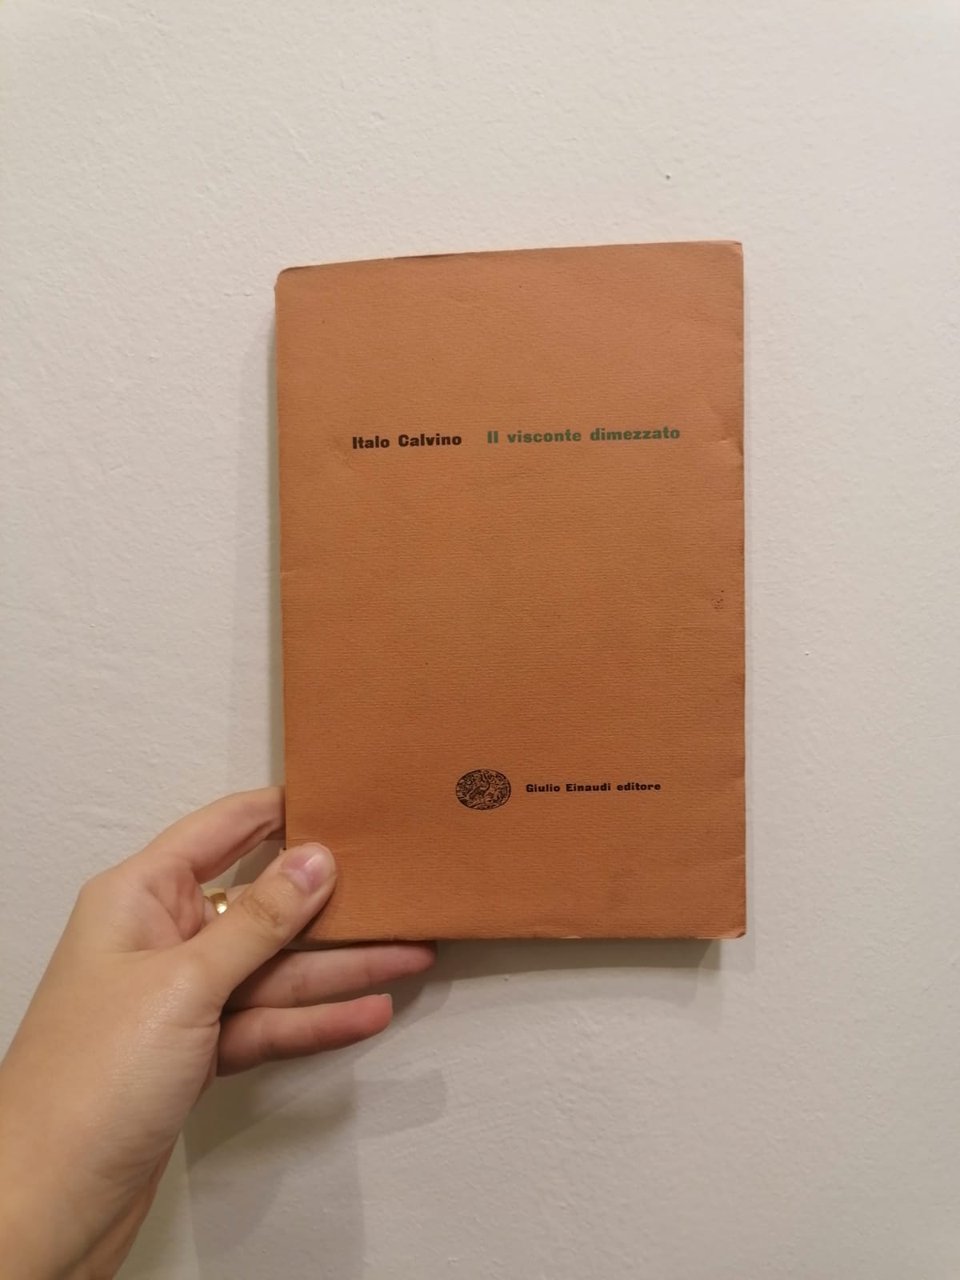 Italo Calvino Il visconte dimezzato
Giulio Einaudi editore